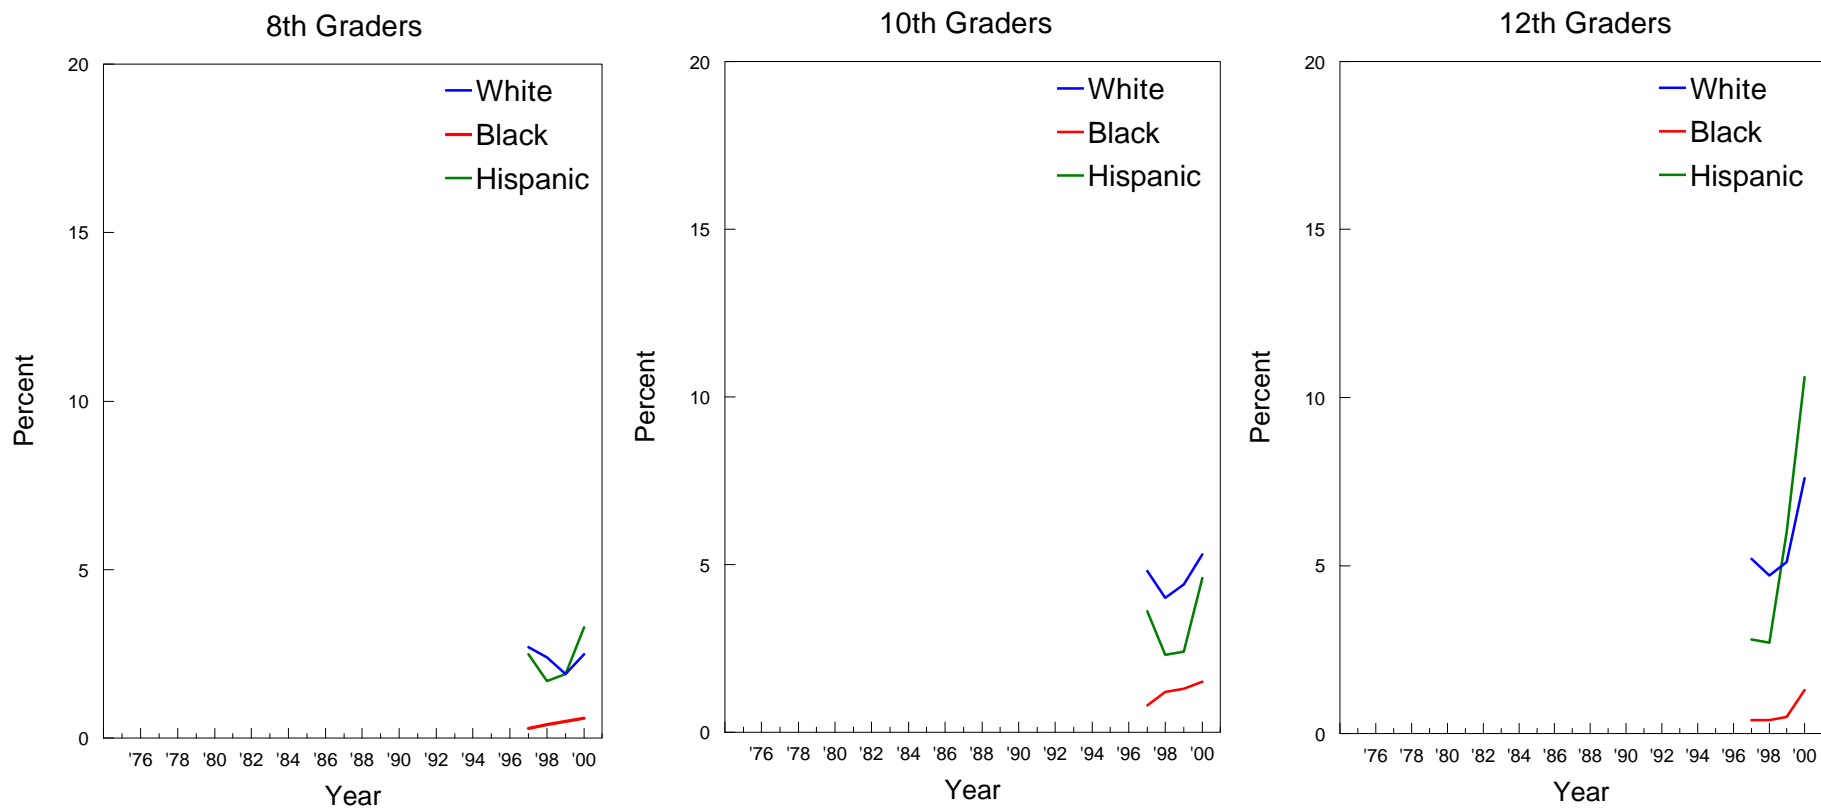 8th Graders
20
15
10
5
0
Percent
White
Black
Hispanic
'76 '78 '80 '82 '84 '86 '88 '90 '92 '94 '96 '98 '00
Year
10th Graders
20
15
10
5
0
Percent
White
Black
Hispanic
'76 '78 '80 '82 '84 '86 '88 '90 '92 '94 '96 '98 '00
Year
12th Graders
20
15
10
5
0
Percent
White
Black
Hispanic
'76 '78 '80 '82 '84 '86 '88 '90 '92 '94 '96 '98 '00
Year